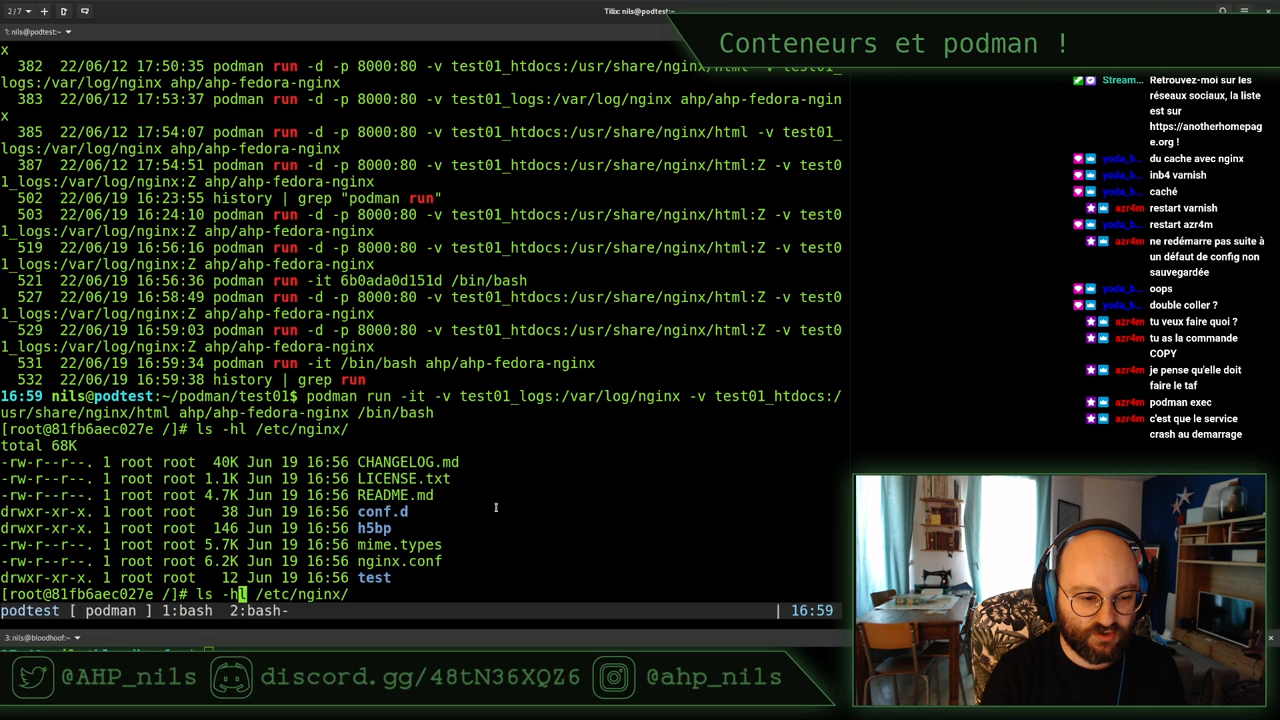 2 / 7
Tilix: nils@podtest:~
1: nils@podtest:~
Conteneurs et podman !
x
382 22/06/12 17:50:35 podman run -d -p 8000:80 -v test01_htdocs:/usr/share/nginx/html -v test01_
logs:/var/log/nginx ahp/ahp-fedora-nginx
383 22/06/12 17:53:37 podman run -d -p 8000:80 -v test01_logs:/var/log/nginx ahp/ahp-fedora-ngin
x
385 22/06/12 17:54:07 podman run -d -p 8000:80 -v test01_htdocs:/usr/share/nginx/html -v test01_
logs:/var/log/nginx ahp/ahp-fedora-nginx
387 22/06/12 17:54:51 podman run -d -p 8000:80 -v test01_htdocs:/usr/share/nginx/html:Z -v test0
1_logs:/var/log/nginx:Z ahp/ahp-fedora-nginx
502 22/06/19 16:23:55 history | grep "podman run"
503 22/06/19 16:24:10 podman run -d -p 8000:80 -v test01_htdocs:/usr/share/nginx/html:Z -v test0
1_logs:/var/log/nginx:Z ahp/ahp-fedora-nginx
519 22/06/19 16:56:16 podman run -d -p 8000:80 -v test01_htdocs:/usr/share/nginx/html:Z -v test0
1_logs:/var/log/nginx:Z ahp/ahp-fedora-nginx
521 22/06/19 16:56:36 podman run -it 6b0ada0d151d /bin/bash
527 22/06/19 16:58:49 podman run -d -p 8000:80 -v test01_htdocs:/usr/share/nginx/html:Z -v test0
1_logs:/var/log/nginx:Z ahp/ahp-fedora-nginx
529 22/06/19 16:59:03 podman run -d -p 8000:80 -v test01_htdocs:/usr/share/nginx/html:Z -v test0
1_logs:/var/log/nginx:Z ahp/ahp-fedora-nginx
531 22/06/19 16:59:34 podman run -it /bin/bash ahp/ahp-fedora-nginx
532 22/06/19 16:59:38 history | grep run
16:59 nils@podtest:~/podman/test01$ podman run -it -v test01_logs:/var/log/nginx -v test01_htdocs:/
usr/share/nginx/html ahp/ahp-fedora-nginx /bin/bash
[root@81fb6aec027e /]# ls -hl /etc/nginx/
total 68K
-rw-r--r--. 1 root root 40K Jun 19 16:56 CHANGELOG.md
-rw-r--r--. 1 root root 1.1K Jun 19 16:56 LICENSE.txt
-rw-r--r--. 1 root root 4.7K Jun 19 16:56 README.md
drwxr-xr-x. 1 root root 38 Jun 19 16:56 conf.d
drwxr-xr-x. 1 root root 146 Jun 19 16:56 h5bp
-rw-r--r--. 1 root root 5.7K Jun 19 16:56 mime.types
-rw-r--r--. 1 root root 6.2K Jun 19 16:56 nginx.conf
drwxr-xr-x. 1 root root 12 Jun 19 16:56 test
[root@81fb6aec027e /]# ls -hl /etc/nginx/
podtest [ podman ] 1:bash 2:bash- | 16:59
3: nils@bloodhoof:~
Stream... Retrouvez-moi sur les
réseaux sociaux, la liste
est sur
https://anotherhomepag
e.org !
yoda_b... du cache avec nginx
yoda_b... inb4 varnish
yoda_b... caché
azr4m restart varnish
yoda_b... restart azr4m
azr4m ne redémarre pas suite à
un défaut de config non
sauvegardée
yoda_b... oops
yoda_b... double coller ?
azr4m tu veux faire quoi ?
azr4m tu as la commande
COPY
azr4m je pense qu'elle doit
faire le taf
azr4m podman exec
azr4m c'est que le service
crash au demarrage
@AHP_nils discord.gg/48tN36XQZ6 @ahp_nils